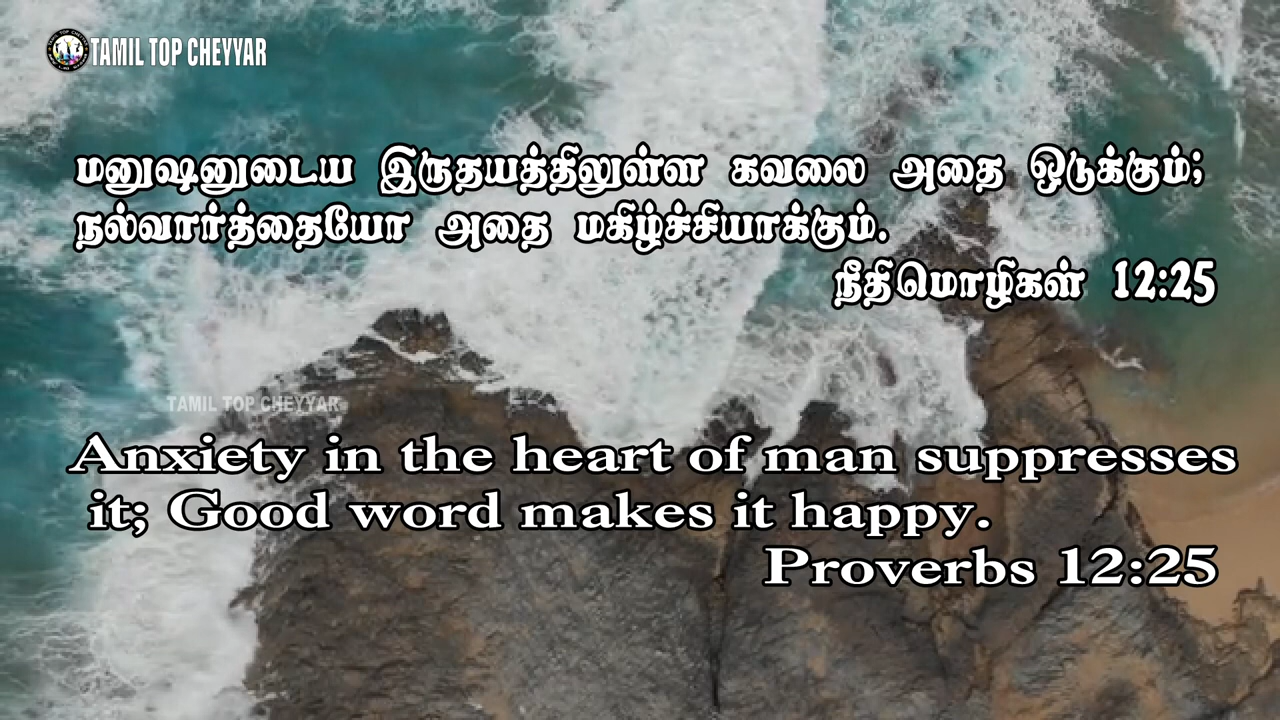 TAMIL TOP CHEYYAR
மனுஷனுடைய இருதயத்திலுள்ள கவலை அதை ஒடுக்கும்;
நல்வார்த்தையோ அதை மகிழ்ச்சியாக்கும்.
நீதிமொழிகள் 12:25
TAMIL TOP CHEYYAR
Anxiety in the heart of man suppresses
it; Good word makes it happy.
Proverbs 12:25